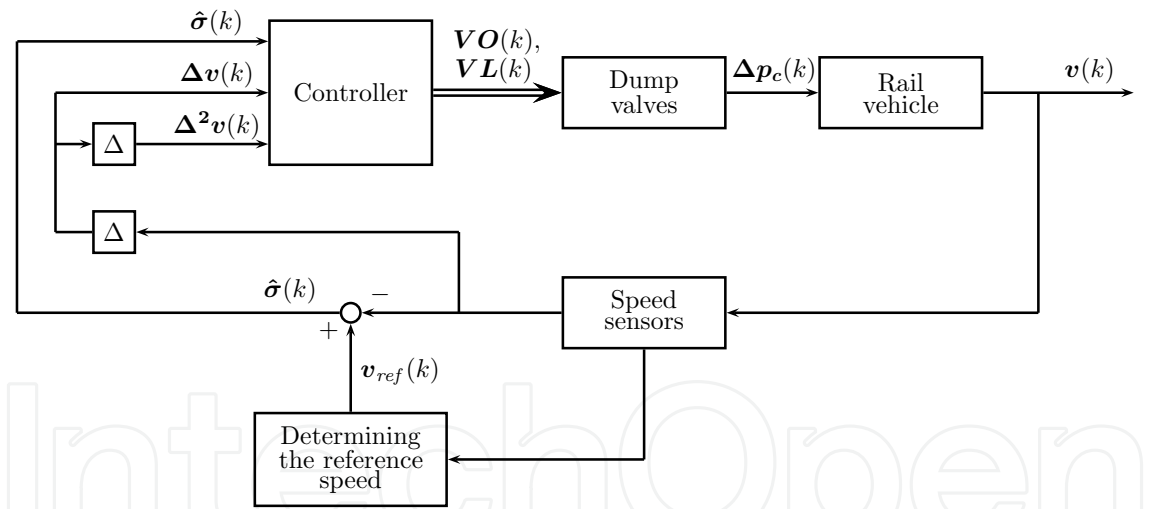 σ̂(k)
Δv(k)
Δ²v(k)
Δ
Δ
Controller
VO(k),
VL(k)
Dump
valves
Δp_c(k)
Rail
vehicle
v(k)
σ̂(k)
−
+
Speed
sensors
v_ref(k)
Determining
the reference
speed
IntechOpen